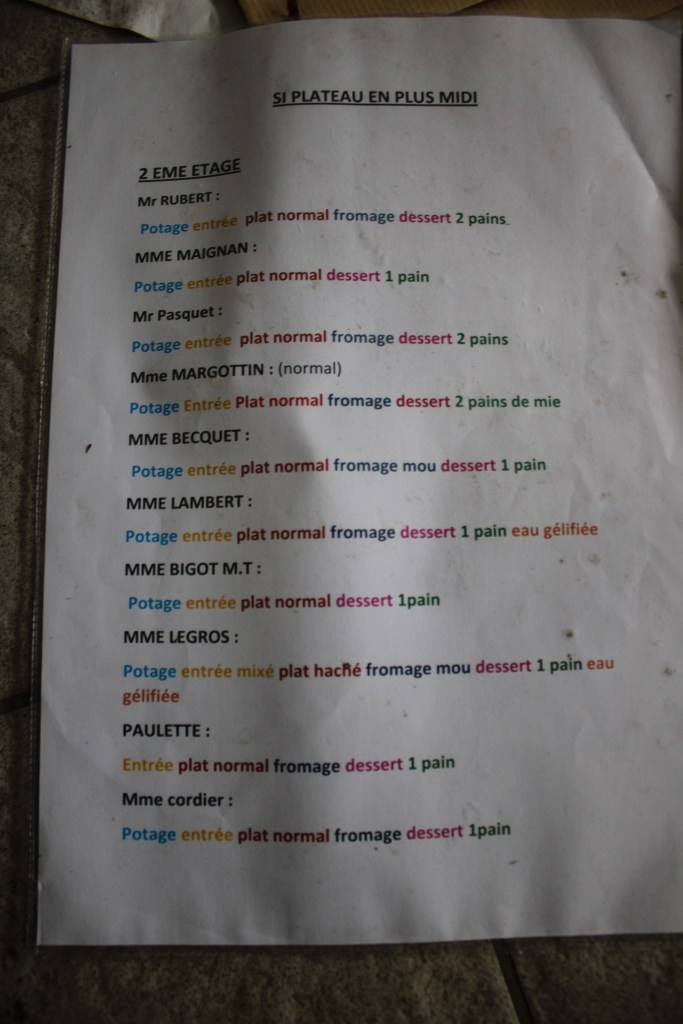 SI PLATEAU EN PLUS MIDI
2 EME ETAGE
Mr RUBERT :
Potage entrée plat normal fromage dessert 2 pains
MME MAIGNAN :
Potage entrée plat normal dessert 1 pain
Mr Pasquet :
Potage entrée plat normal fromage dessert 2 pains
Mme MARGOTTIN : (normal)
Potage Entrée Plat normal fromage dessert 2 pains de mie
MME BECQUET :
Potage entrée plat normal fromage mou dessert 1 pain
MME LAMBERT :
Potage entrée plat normal fromage dessert 1 pain eau gélifiée
MME BIGOT M.T :
Potage entrée plat normal dessert 1pain
MME LEGROS :
Potage entrée mixé plat haché fromage mou dessert 1 pain eau
gélifiée
PAULETTE :
Entrée plat normal fromage dessert 1 pain
Mme cordier :
Potage entrée plat normal fromage dessert 1pain